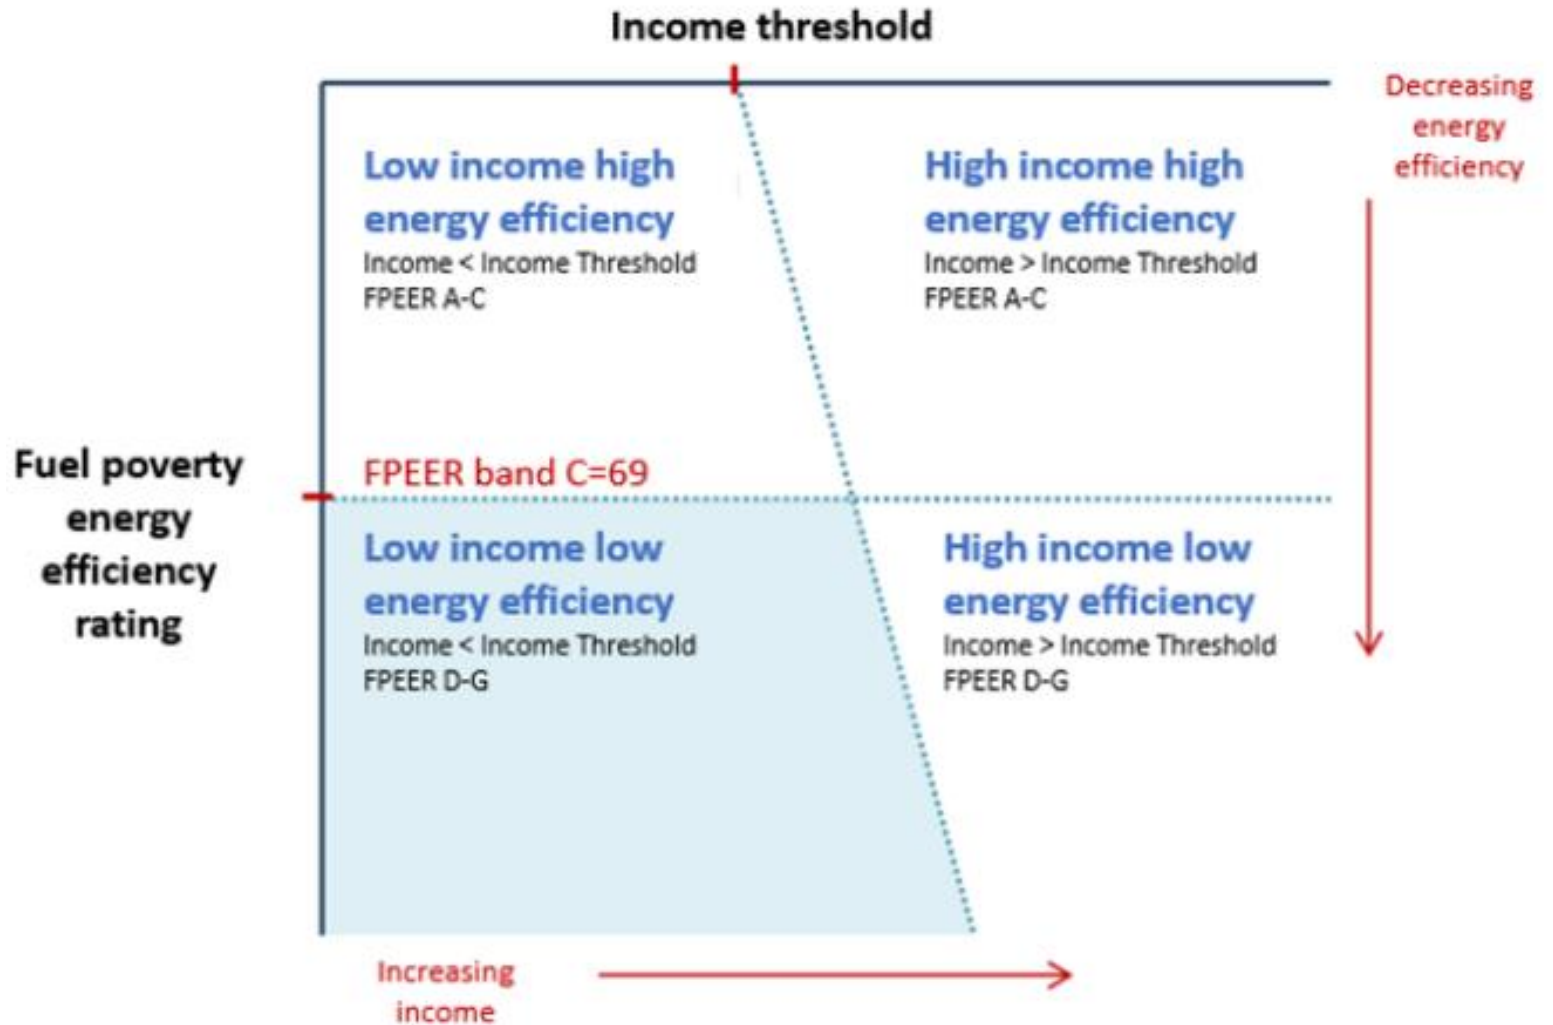 Income threshold
Decreasing
energy
efficiency
Low income high
energy efficiency
Income < Income Threshold
FPEER A-C
High income high
energy efficiency
Income > Income Threshold
FPEER A-C
Fuel poverty
energy
efficiency
rating
FPEER band C=69
Low income low
energy efficiency
Income < Income Threshold
FPEER D-G
High income low
energy efficiency
Income > Income Threshold
FPEER D-G
Increasing
income